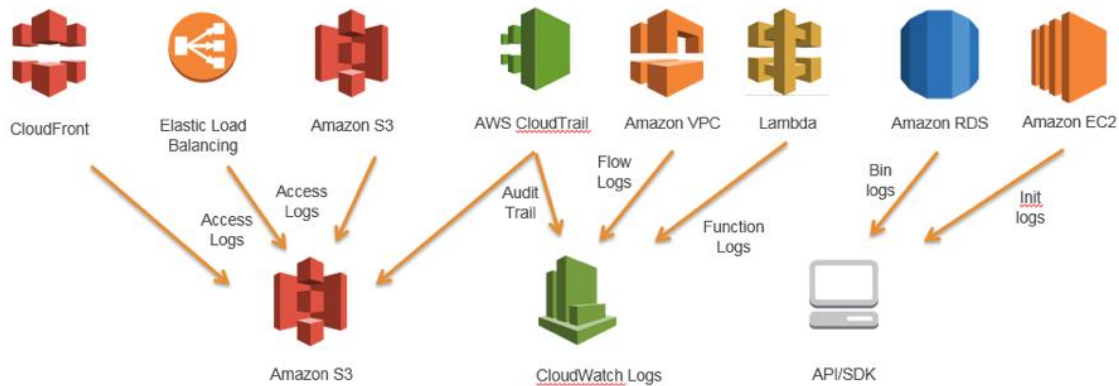 CloudFront
Elastic Load
Balancing
Amazon S3
AWS CloudTrail
Amazon VPC
Lambda
Amazon RDS
Amazon EC2
Access
Logs
Access
Logs
Audit
Trail
Flow
Logs
Function
Logs
Bin
logs
Init
logs
Amazon S3
CloudWatch Logs
API/SDK